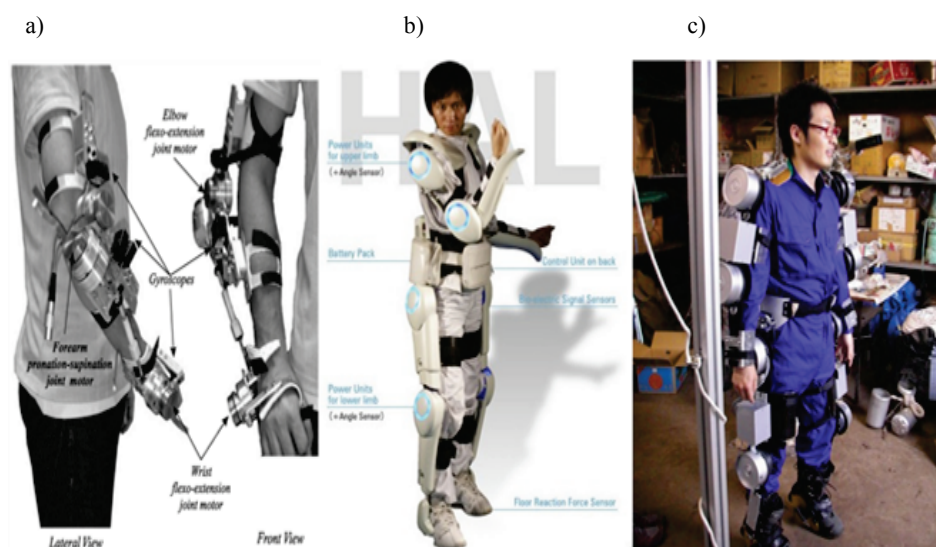 a)
b)
c)
Elbow
flexo-extension
joint motor
Gyroscopes
Forearm
pronation-supination
joint motor
Wrist
flexo-extension
joint motor
Lateral View
Front View
HAL
Power Units
for upper limb
(+Angle Sensor)
Battery Pack
Control Unit on back
Bio-electric Signal Sensors
Power Units
for lower limb
(+Angle Sensor)
Floor Reaction Force Sensor